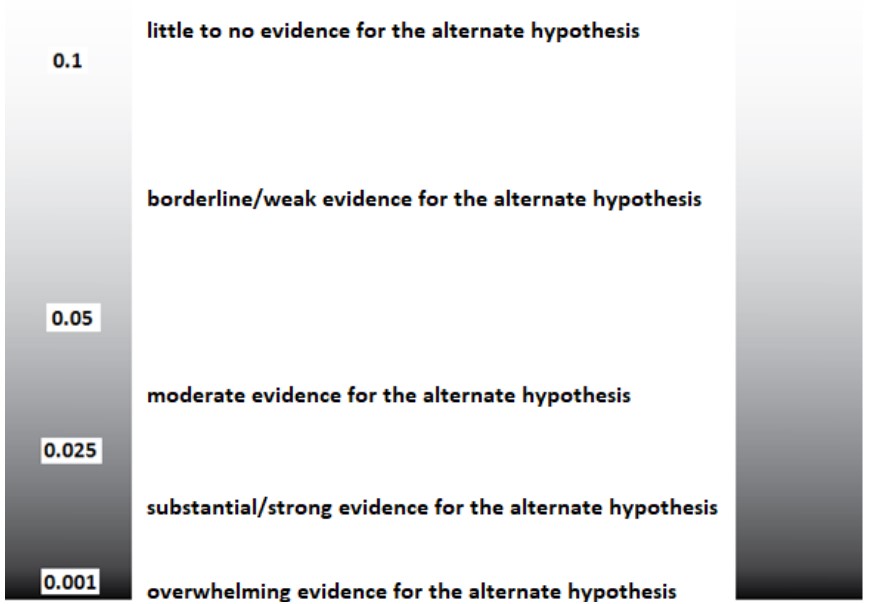 little to no evidence for the alternate hypothesis
0.1
borderline/weak evidence for the alternate hypothesis
0.05
moderate evidence for the alternate hypothesis
0.025
substantial/strong evidence for the alternate hypothesis
0.001
overwhelming evidence for the alternate hypothesis